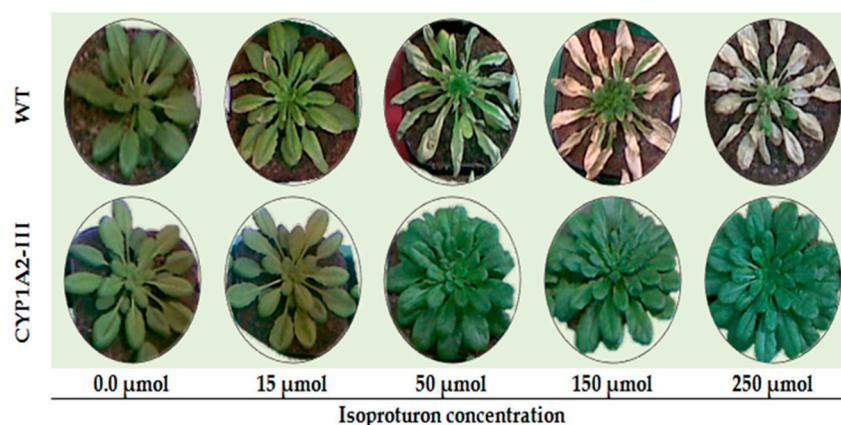 WT
CYP1A2-III
0.0 µmol 15 µmol 50 µmol 150 µmol 250 µmol
Isoproturon concentration